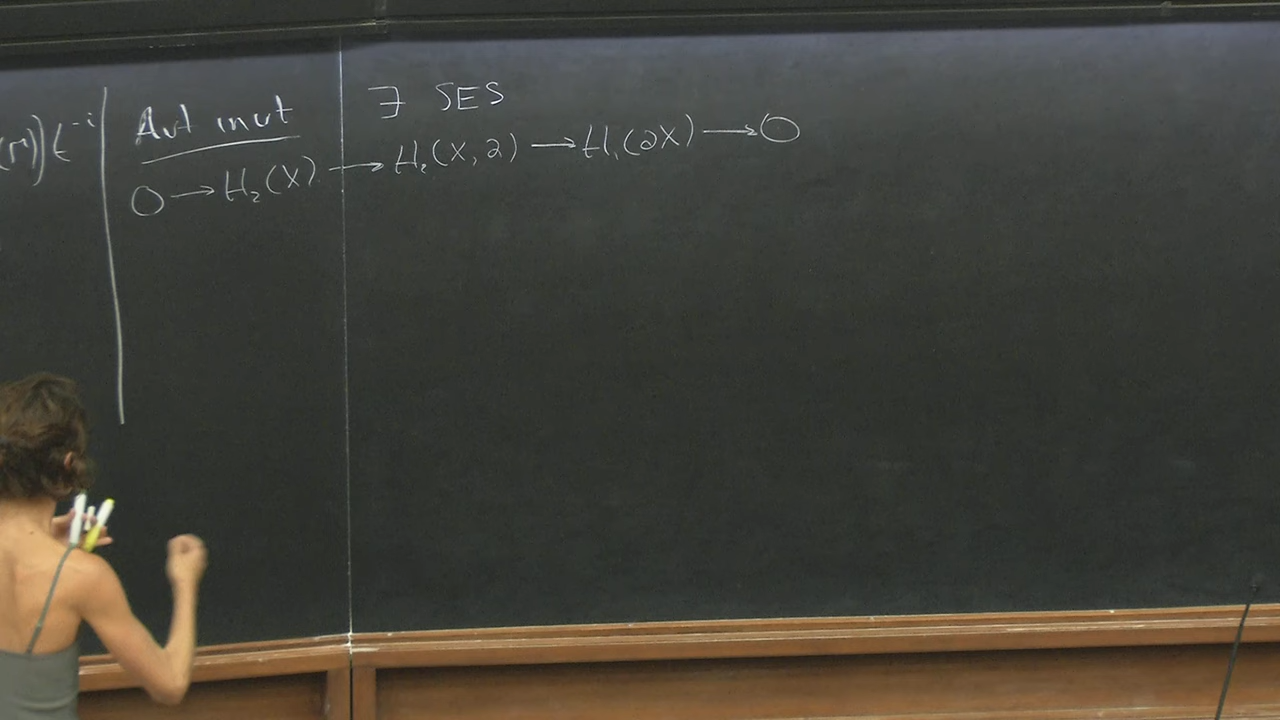 (M)) t^{-i}
Aut invt
∃ SES
0 → H₂(X) → H₂(X, ∂) → H₁(∂X) → 0